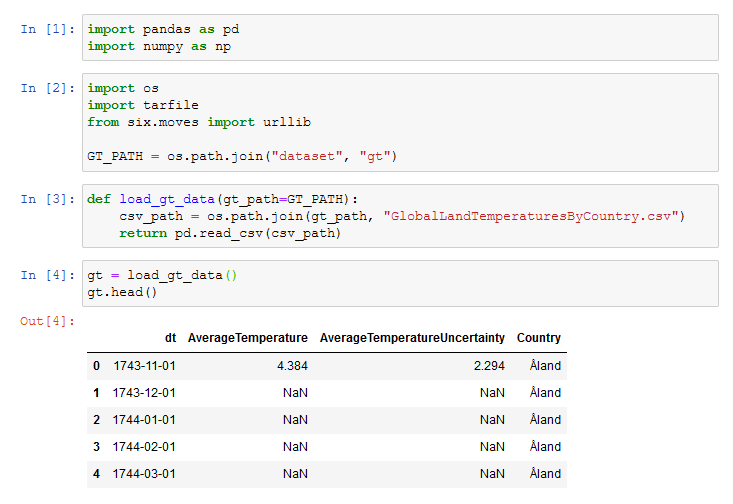 In [1]: import pandas as pd
import numpy as np
In [2]: import os
import tarfile
from six.moves import urllib
GT_PATH = os.path.join("dataset", "gt")
In [3]: def load_gt_data(gt_path=GT_PATH):
    csv_path = os.path.join(gt_path, "GlobalLandTemperaturesByCountry.csv")
    return pd.read_csv(csv_path)
In [4]: gt = load_gt_data()
gt.head()
Out[4]:
dt AverageTemperature AverageTemperatureUncertainty Country
0 1743-11-01 4.384 2.294 Åland
1 1743-12-01 NaN NaN Åland
2 1744-01-01 NaN NaN Åland
3 1744-02-01 NaN NaN Åland
4 1744-03-01 NaN NaN Åland